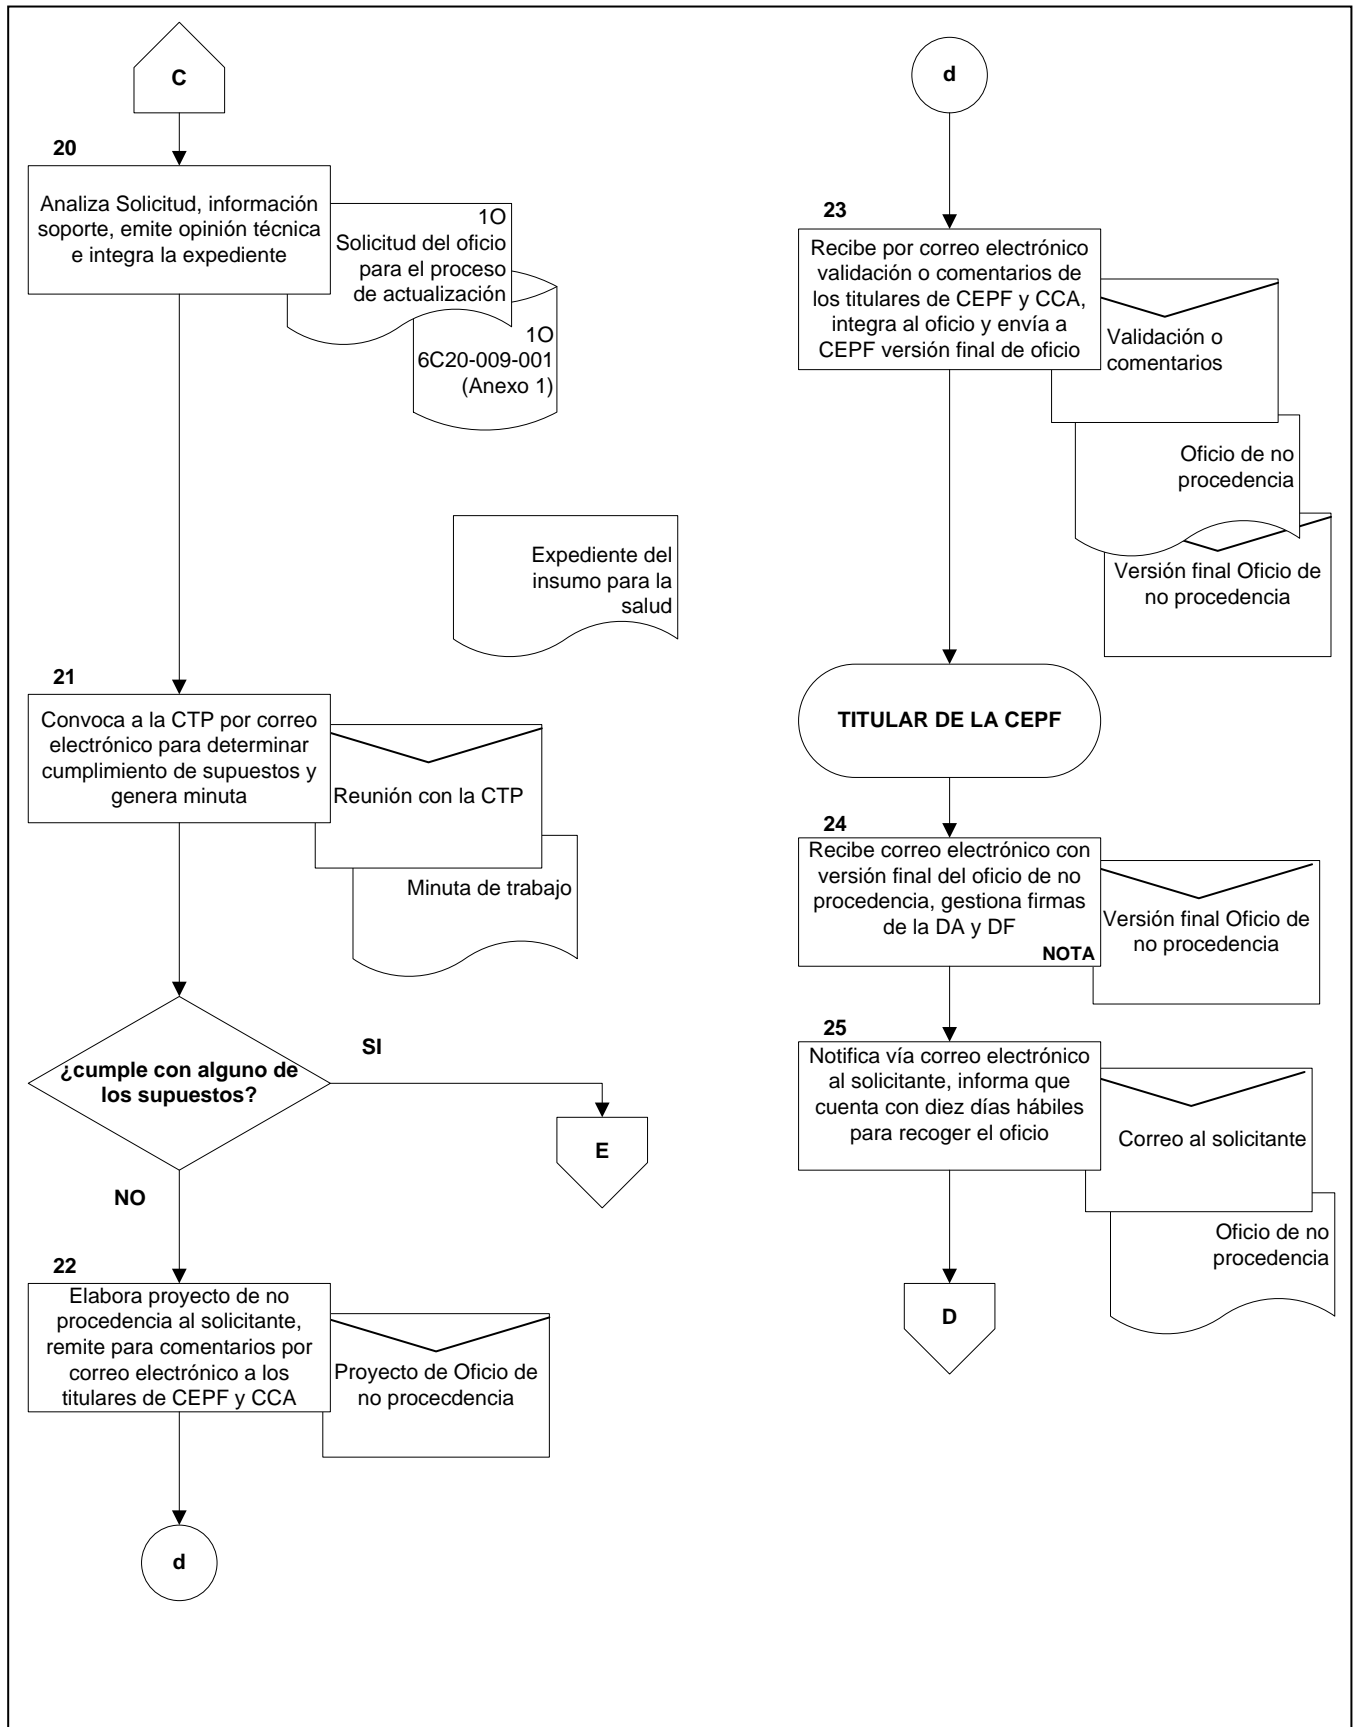 C
20
Analiza Solicitud, información
soporte, emite opinión técnica
e integra la expediente
1O
Solicitud del oficio
para el proceso
de actualización
1O
6C20-009-001
(Anexo 1)
Expediente del
insumo para la
salud
21
Convoca a la CTP por correo
electrónico para determinar
cumplimiento de supuestos y
genera minuta
Reunión con la CTP
Minuta de trabajo
¿cumple con alguno de
los supuestos?
SI
E
NO
22
Elabora proyecto de no
procedencia al solicitante,
remite para comentarios por
correo electrónico a los
titulares de CEPF y CCA
Proyecto de Oficio de
no procecdencia
d
d
23
Recibe por correo electrónico
validación o comentarios de
los titulares de CEPF y CCA,
integra al oficio y envía a
CEPF versión final de oficio
Validación o
comentarios
Oficio de no
procedencia
Versión final Oficio de
no procedencia
TITULAR DE LA CEPF
24
Recibe correo electrónico con
versión final del oficio de no
procedencia, gestiona firmas
de la DA y DF
NOTA
Versión final Oficio de
no procedencia
25
Notifica vía correo electrónico
al solicitante, informa que
cuenta con diez días hábiles
para recoger el oficio
Correo al solicitante
Oficio de no
procedencia
D